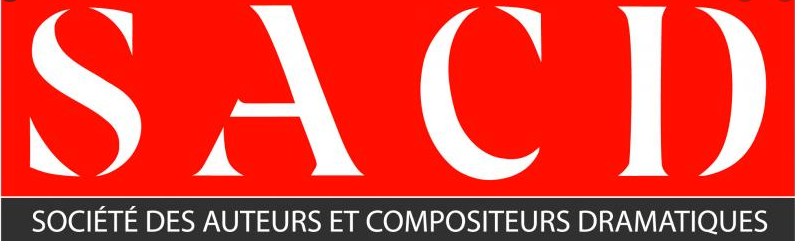 SACD
SOCIÉTÉ DES AUTEURS ET COMPOSITEURS DRAMATIQUES